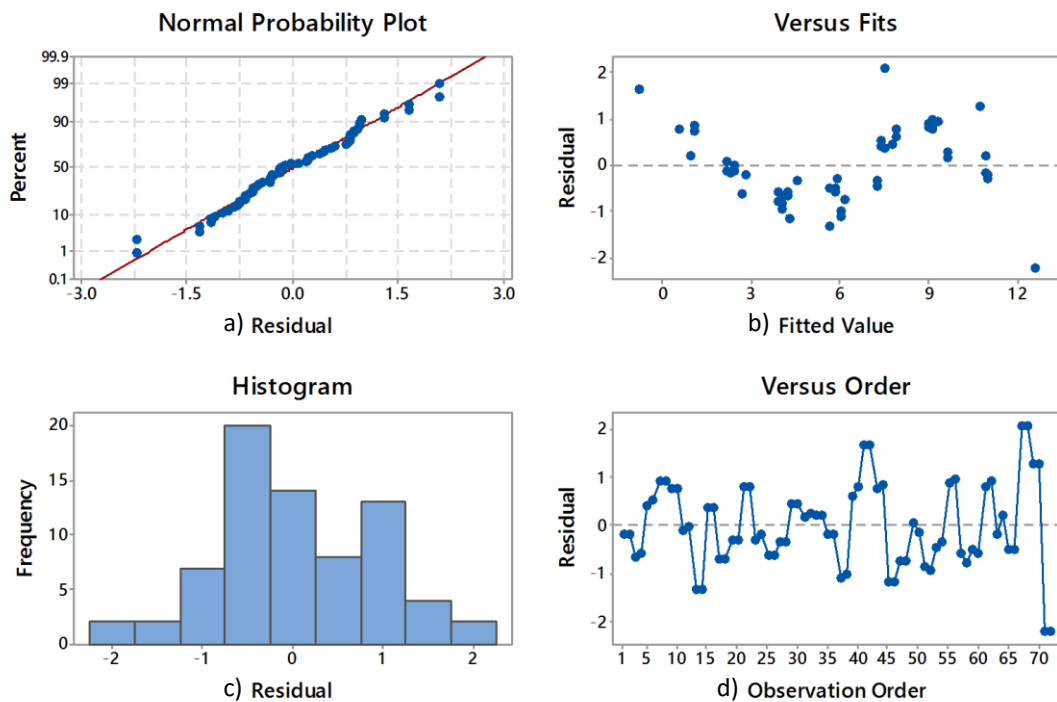 Normal Probability Plot
99.9
99
90
50
10
1
0.1
Percent
-3.0 -1.5 0.0 1.5 3.0
a) Residual
Versus Fits
2
1
0
-1
-2
Residual
0 3 6 9 12
b) Fitted Value
Histogram
20
15
10
5
0
Frequency
-2 -1 0 1 2
c) Residual
Versus Order
2
1
0
-1
-2
Residual
1 5 10 15 20 25 30 35 40 45 50 55 60 65 70
d) Observation Order